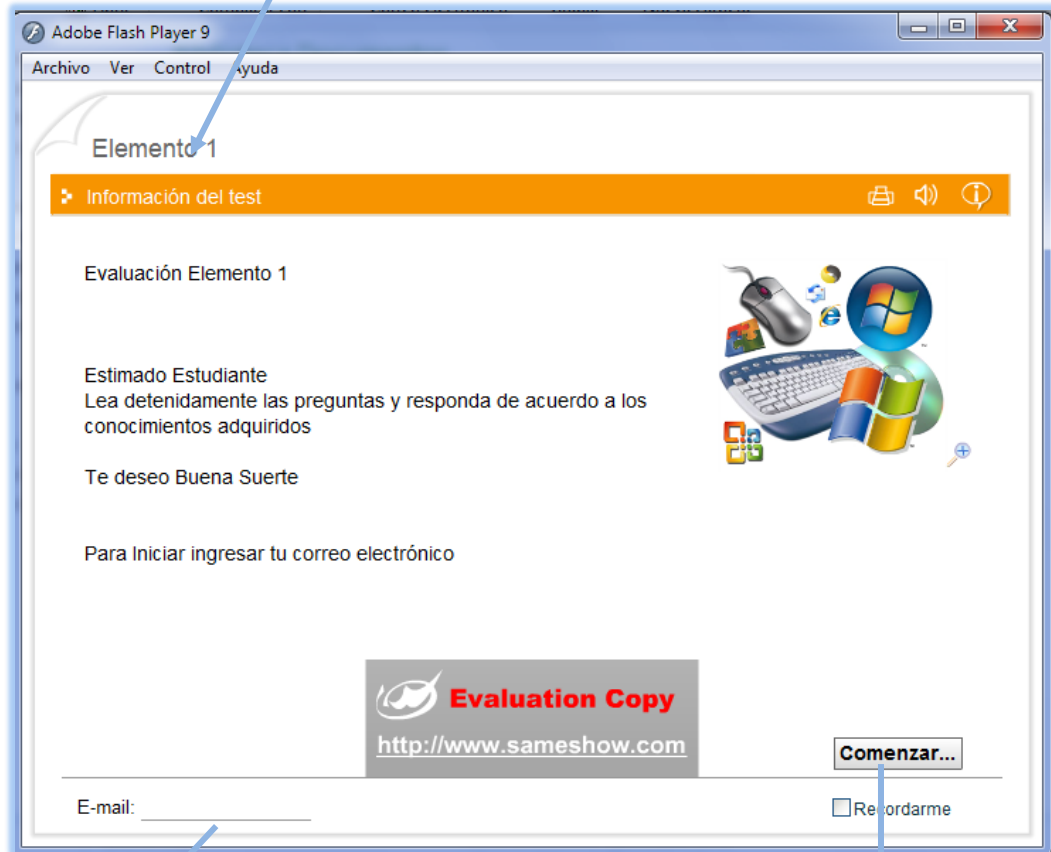 Adobe Flash Player 9
Archivo Ver Control Ayuda
Elemento 1
Información del test
Evaluación Elemento 1
Estimado Estudiante
Lea detenidamente las preguntas y responda de acuerdo a los
conocimientos adquiridos
Te deseo Buena Suerte
Para Iniciar ingresar tu correo electrónico
Evaluation Copy
http://www.sameshow.com
Comenzar...
E-mail:
Recordarme